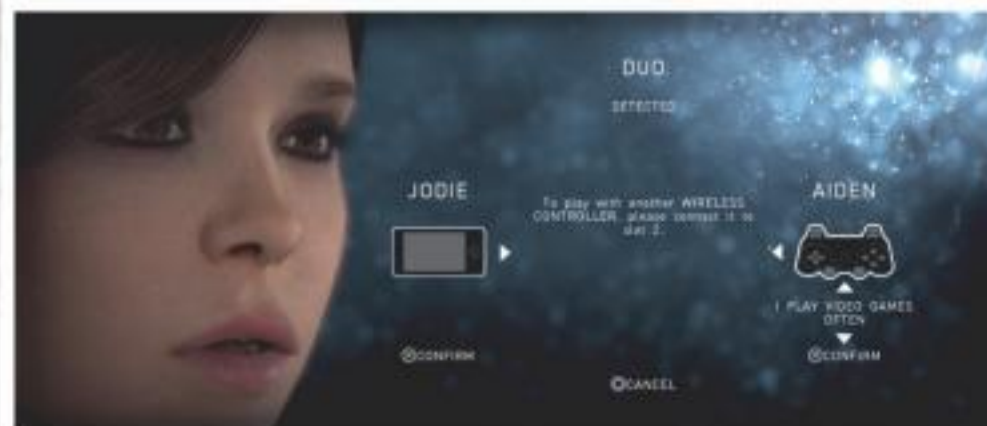 DUO
DETECTED
JODIE
AIDEN
To play with another WIRELESS
CONTROLLER, please connect it to
slot 2.
I PLAY VIDEO GAMES
OFTEN
CONFIRM
CONFIRM
CANCEL